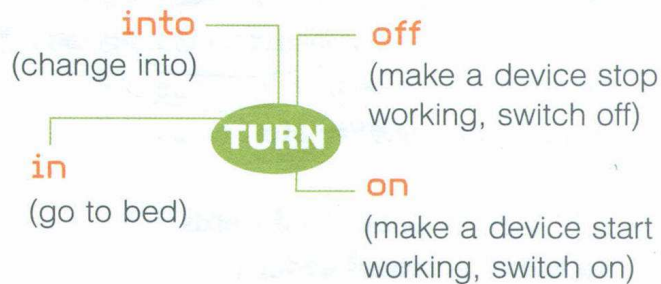 into
(change into)
off
(make a device stop
working, switch off)
TURN
in
(go to bed)
on
(make a device start
working, switch on)